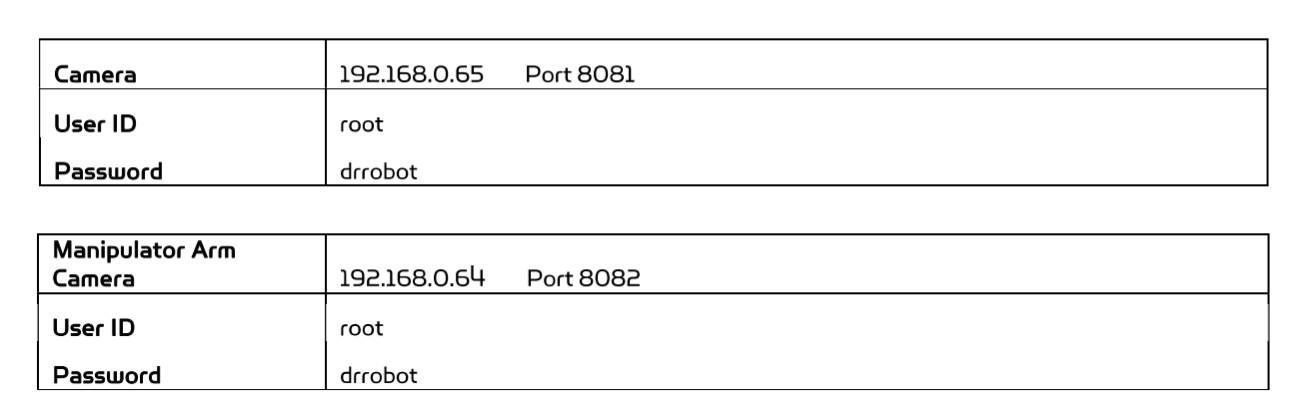 Camera 192.168.0.65 Port 8081
User ID root
Password drrobot
Manipulator Arm
Camera 192.168.0.64 Port 8082
User ID root
Password drrobot